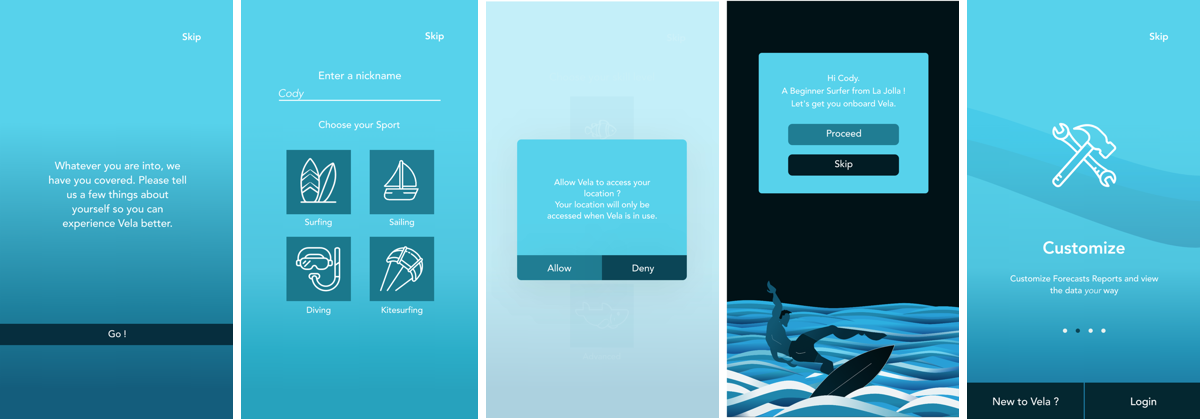 Skip
Whatever you are into, we
have you covered. Please tell
us a few things about
yourself so you can
experience Vela better.
Go !
Skip
Enter a nickname
Cody
Choose your Sport
Surfing
Sailing
Diving
Kitesurfing
Allow Vela to access your
location ?
Your location will only be
accessed when Vela is in use.
Allow
Deny
Hi Cody.
A Beginner Surfer from La Jolla !
Let's get you onboard Vela.
Proceed
Skip
Skip
Customize
Customize Forecasts Reports and view
the data your way
New to Vela ?
Login